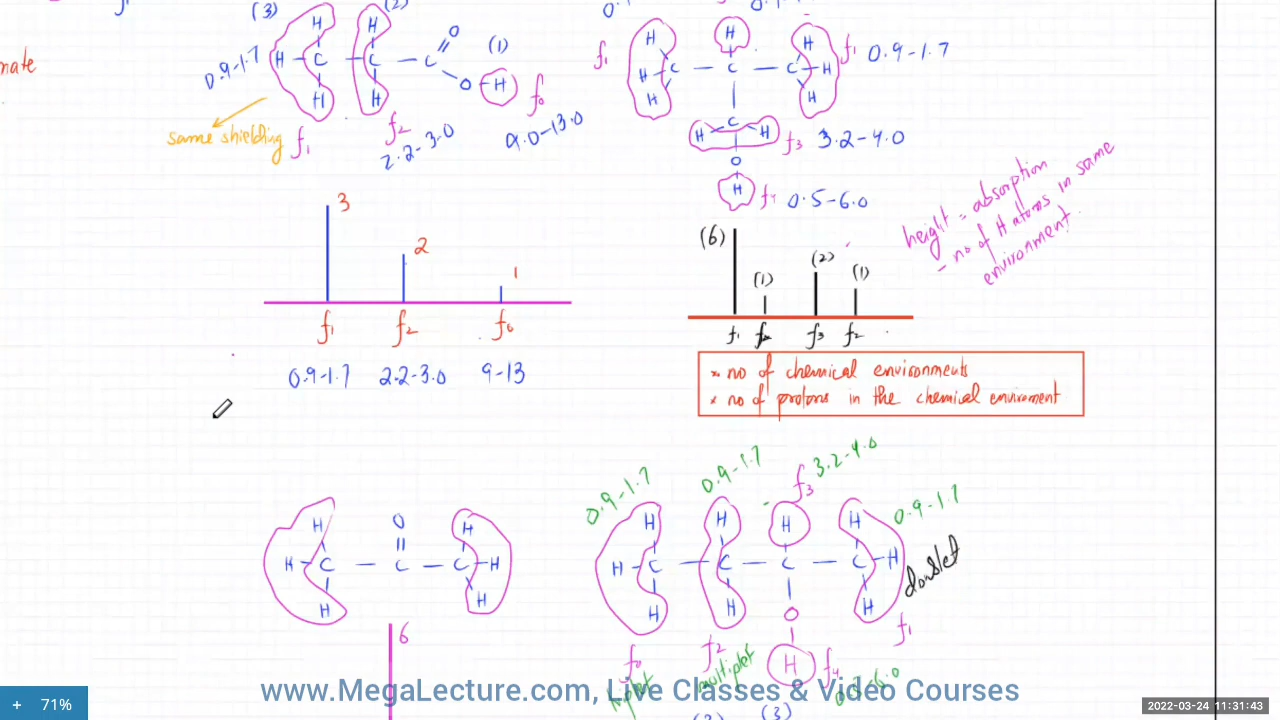 (3)
(2)
H
H
O
(1)
0.9-1.7
H - C - C - C
O - H
H
H
f₀
same shielding
f₁
f₂
2.2-3.0
9.0-13.0
H
H
H
f₁
f₁
0.9-1.7
H
C - C - C
H
H
H
C
H
H
f₃
3.2-4.0
O
H
f₄
0.5-6.0
height = absorption
- no of H atoms in same
environment.
3
2
1
f₁
f₂
f₀
0.9-1.7
2.2-3.0
9-13
(6)
(1)
(2)
(1)
f₁
f₃
f₂
* no of chemical environments
* no of protons in the chemical enviroment
H
O
H
H - C - C - C - H
H
H
6
0.9-1.7
0.9-1.7
f₃
3.2-4.0
0.9-1.7
H
H
H
H
H - C - C - C - C - H
doublet
H
H
O
H
f₁
f₀
f₂
H
f₄
triplet
multiplet
(3)
www.MegaLecture.com, Live Classes & Video Courses
+ 71%
2022-03-24 11:31:43